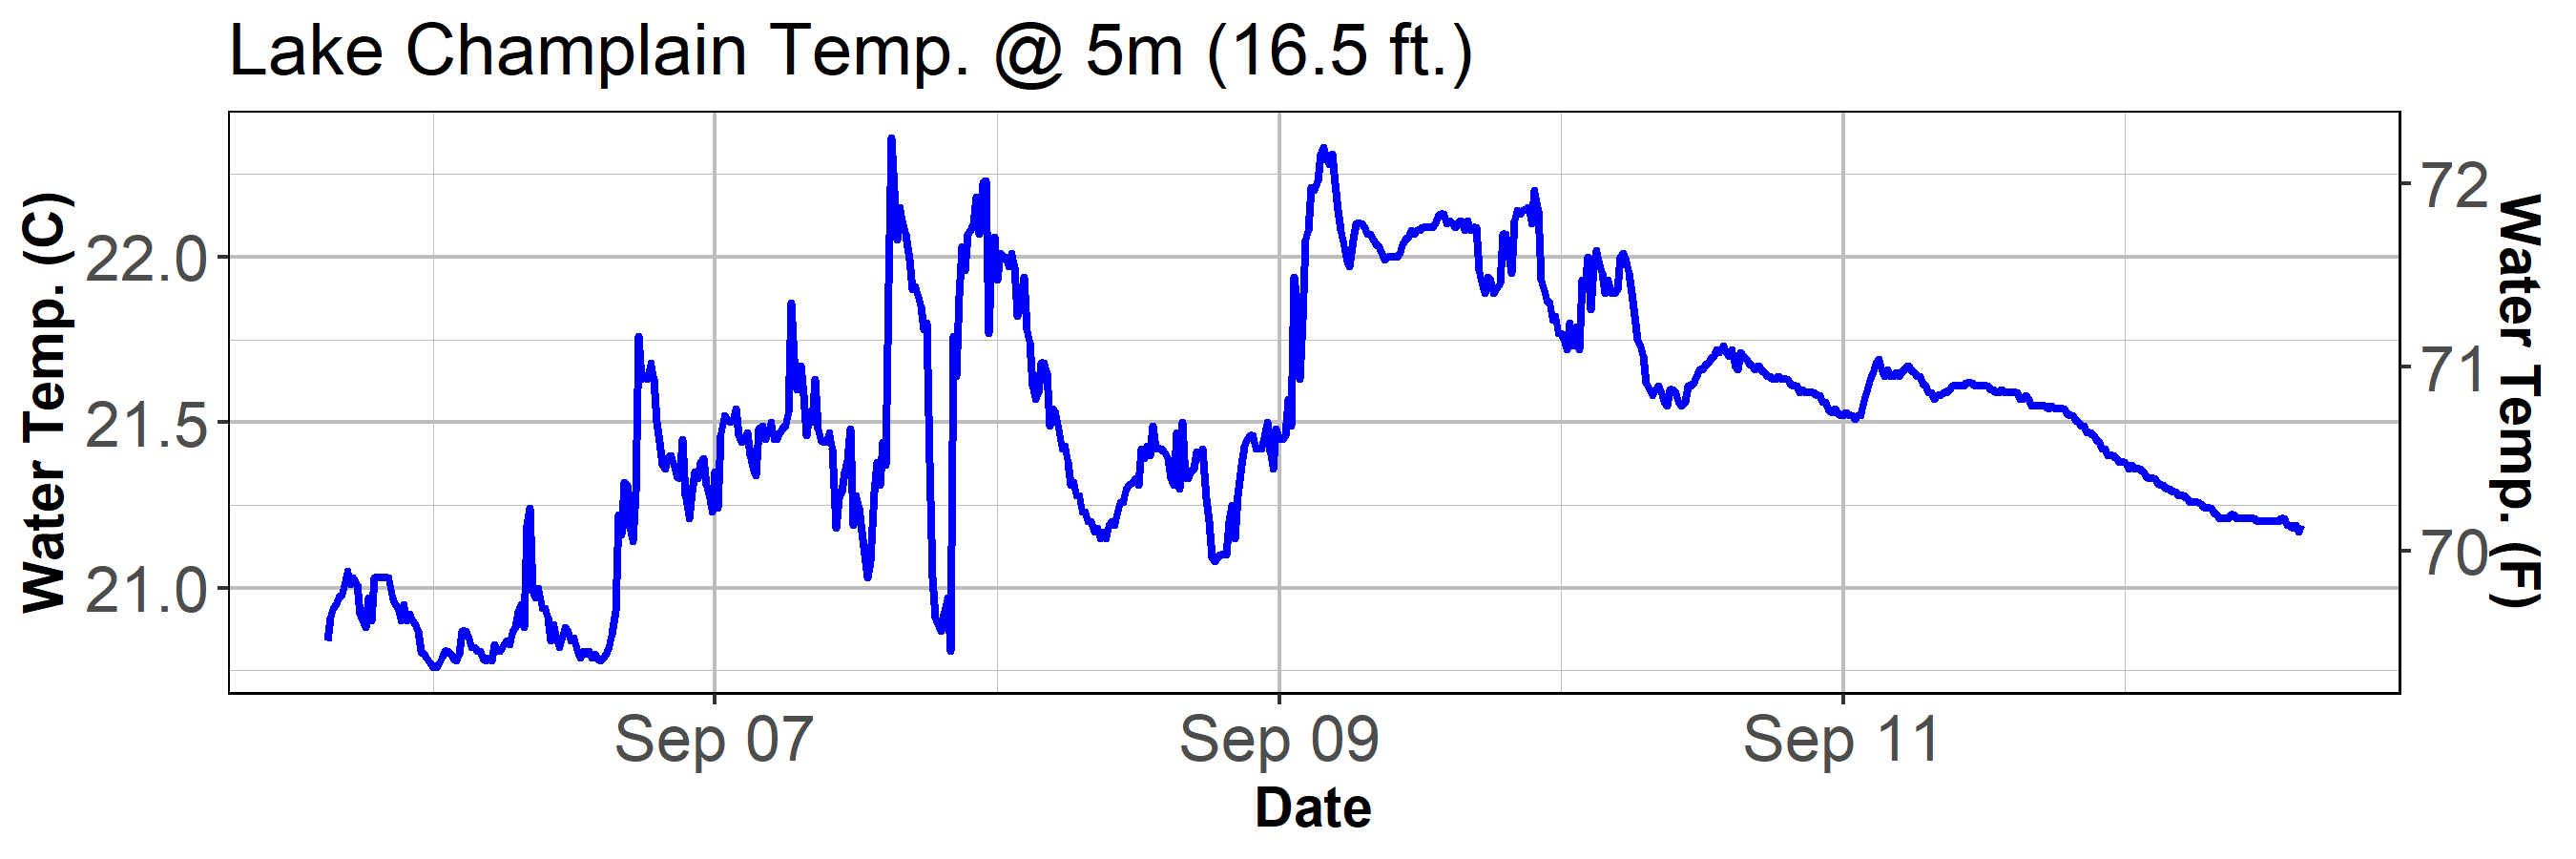 Lake Champlain Temp. @ 5m (16.5 ft.)
Water Temp. (C)
22.0
21.5
21.0
72
71
70
Water Temp. (F)
Sep 07
Sep 09
Sep 11
Date